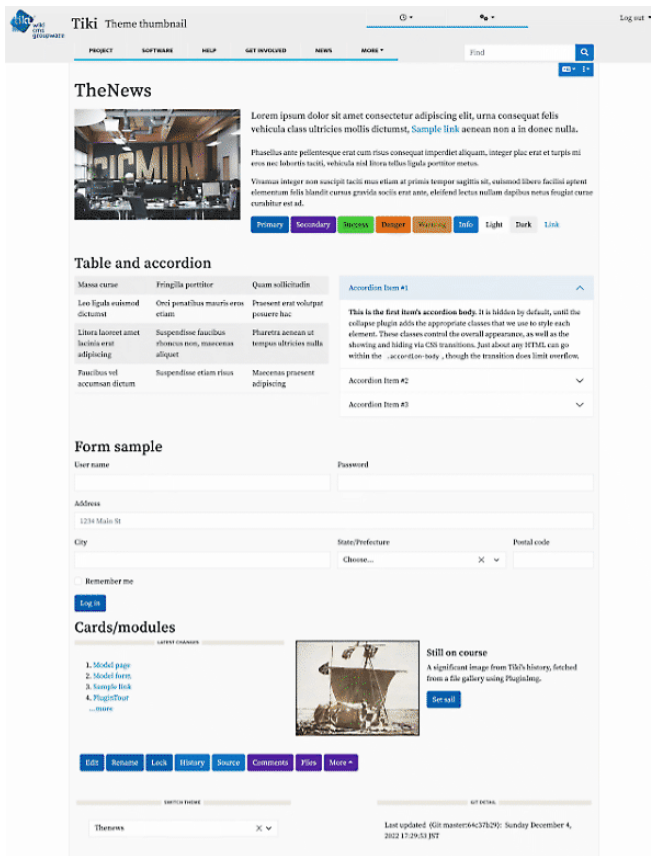 tiki wiki cms groupware
Tiki Theme thumbnail
Log out
PROJECT SOFTWARE HELP GET INVOLVED NEWS MORE
Find
TheNews
Lorem ipsum dolor sit amet consectetur adipiscing elit, urna consequat felis
vehicula class ultricies mollis dictumst, Sample link aenean non a in donec nulla.
Phasellus ante pellentesque erat cum risus consequat imperdiet aliquam, integer plac erat et turpis mi
eros nec lobortis taciti, vehicula nisl litora tellus ligula porttitor metus.
Vivamus integer non suscipit taciti mus etiam at primis tempor sagittis sit, euismod libero facilisi aptent
elementum felis blandit cursus gravida sociis erat ante, eleifend lectus nullam dapibus netus feugiat curae
curabitur est ad.
Primary Secondary Success Danger Warning Info Light Dark Link
Table and accordion
Massa curae Fringilla porttitor Quam sollicitudin
Leo ligula euismod dictumst Orci penatibus mauris eros etiam Praesent erat volutpat posuere hac
Litora laoreet amet lacinia erat adipiscing Suspendisse faucibus rhoncus non, maecenas aliquet Pharetra aenean ut tempus ultricies nulla
Faucibus vel accumsan dictum Suspendisse etiam risus Maecenas praesent adipiscing
Accordion Item #1
This is the first item's accordion body. It is hidden by default, until the
collapse plugin adds the appropriate classes that we use to style each
element. These classes control the overall appearance, as well as the
showing and hiding via CSS transitions. Just about any HTML can go
within the .accordion-body , though the transition does limit overflow.
Accordion Item #2
Accordion Item #3
Form sample
User name Password
Address
1234 Main St
City State/Prefecture Postal code
Choose...
Remember me
Log in
Cards/modules
LATEST CHANGES
1. Model page
2. Model form
3. Sample link
4. PluginTour
...more
Still on course
A significant image from Tiki's history, fetched
from a file gallery using PluginImg.
Set sail
Edit Rename Lock History Source Comments Files More
SWITCH THEME
Thenews
GIT DETAIL
Last updated (Git master:64c37b29): Sunday December 4,
2022 17:29:53 JST